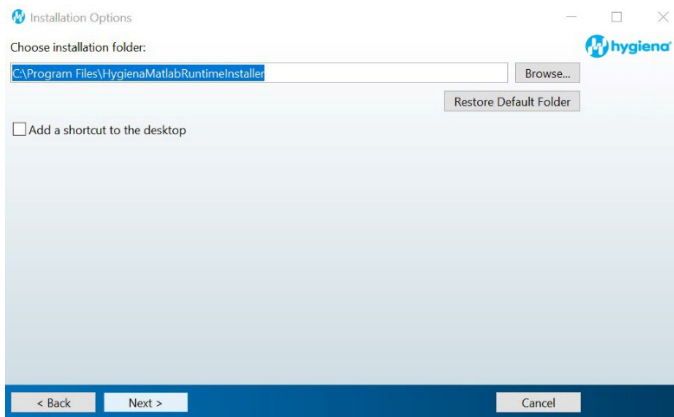 Installation Options
Choose installation folder:
hygiena
C:\Program Files\HygienaMatlabRuntimeInstaller
Browse...
Restore Default Folder
Add a shortcut to the desktop
< Back
Next >
Cancel